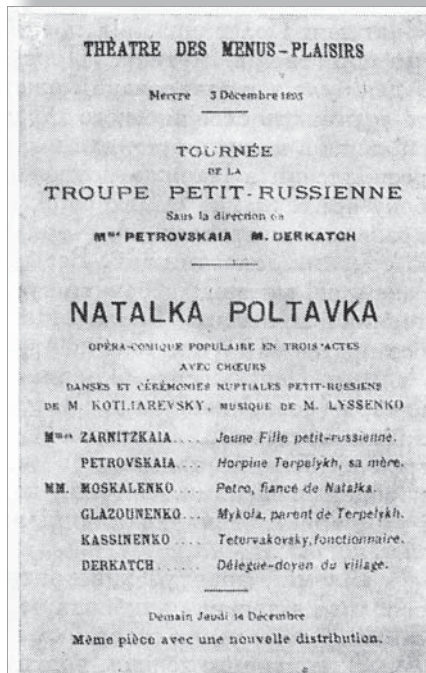 THÉATRE DES MENUS-PLAISIRS
Mercre 3 Décembre 1893
TOURNÉE
DE LA
TROUPE PETIT-RUSSIENNE
Sous la direction de
Mme PETROVSKAIA M. DERKATCH
NATALKA POLTAVKA
OPÉRA-COMIQUE POPULAIRE EN TROIS ACTES
AVEC CHŒURS
DANSES ET CÉRÉMONIES NUPTIALES PETIT-RUSSIENS
DE M. KOTLIAREVSKY, MUSIQUE DE M. LYSSENKO
Mmes ZARNITZKAIA.... Jeune Fille petit-russienne.
PETROVSKAIA.... Horpine Terpelykh, sa mère.
MM. MOSKALENKO.... Petro, fiancé de Natalka.
GLAZOUNENKO... Mykola, parent de Terpelykh.
KASSINENKO.... Tetervakovsky, fonctionnaire.
DERKATCH...... Délégué-doyen du village.
Demain Jeudi 14 Décembre
Même pièce avec une nouvelle distribution.